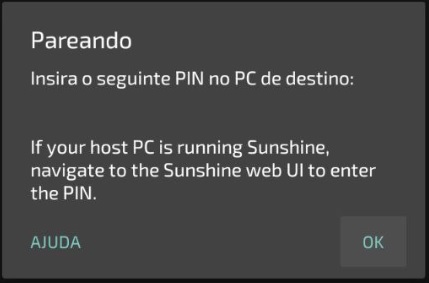 Pareando
Insira o seguinte PIN no PC de destino:
If your host PC is running Sunshine,
navigate to the Sunshine web UI to enter
the PIN.
AJUDA
OK